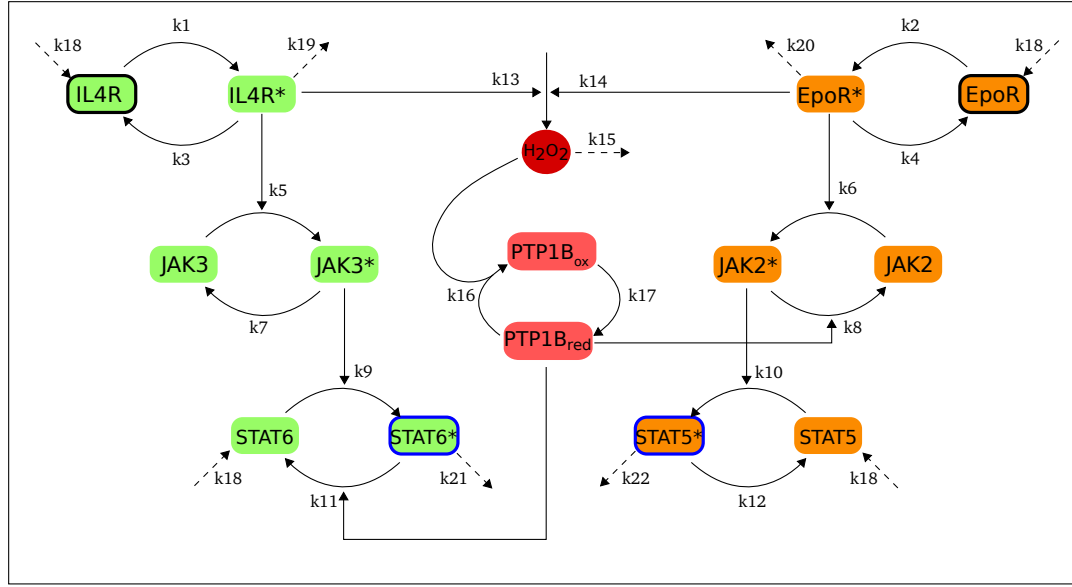 k1
k2
k18
k19
k20
k18
IL4R
IL4R*
k13
k14
EpoR*
EpoR
k3
H2O2
k15
k4
k5
k6
JAK3
JAK3*
PTP1Box
JAK2*
JAK2
k16
k17
k7
PTP1Bred
k8
k9
k10
STAT6
STAT6*
STAT5*
STAT5
k18
k21
k22
k18
k11
k12